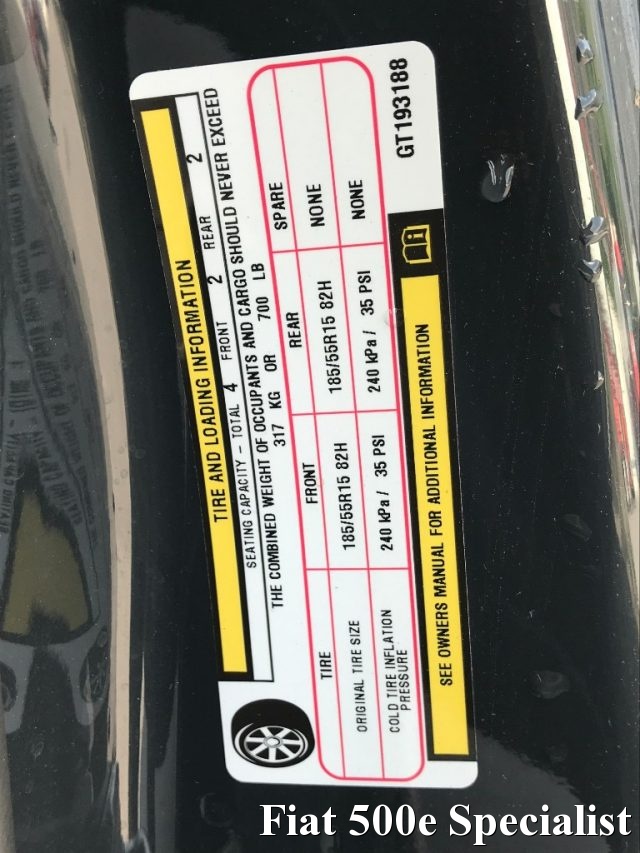 TIRE AND LOADING INFORMATION
SEATING CAPACITY - TOTAL 4 FRONT 2 REAR 2
THE COMBINED WEIGHT OF OCCUPANTS AND CARGO SHOULD NEVER EXCEED
317 KG OR 700 LB
TIRE FRONT REAR SPARE
ORIGINAL TIRE SIZE 185/55R15 82H 185/55R15 82H NONE
COLD TIRE INFLATION PRESSURE 240 kPa / 35 PSI 240 kPa / 35 PSI NONE
SEE OWNERS MANUAL FOR ADDITIONAL INFORMATION
GT193188
Fiat 500e Specialist